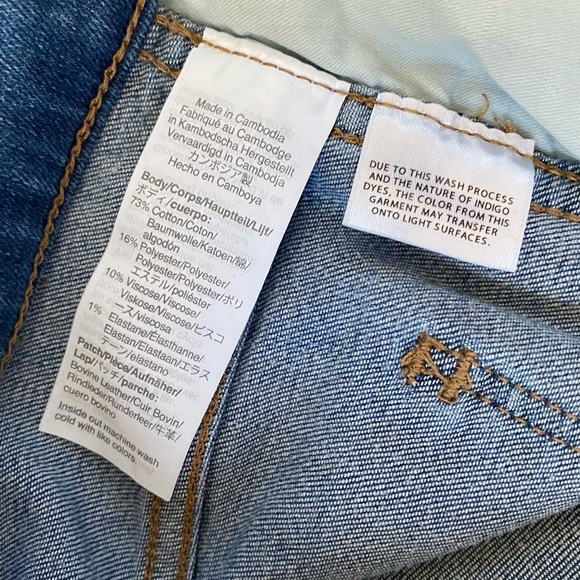 Made in Cambodia
Fabriqué au Cambodge
in Kambodscha Hergestellt
Vervaardigd in Cambodja
カンボジア製
Hecho en Camboya
Body/Corps/Hauptteil/Lijf/
ボディ/cuerpo:
73% Cotton/Coton/
Baumwolle/Katoen/綿/
algodón
16% Polyester/Polyester/
Polyester/Polyester/ポリ
エステル/poliéster
10% Viscose/Viscose/
Viskose/Viscose/ビスコ
ース/viscosa
1% Elastane/Elasthanne/
Elastan/Elastaan/エラス
テーン/elastano
Patch/Pièce/Aufnäher/
Lap/パッチ/parche:
Bovine Leather/Cuir Bovin/
Rindleder/Runderleer/牛革/
cuero bovino
Inside out machine wash
cold with like colors.
DUE TO THIS WASH PROCESS
AND THE NATURE OF INDIGO
DYES, THE COLOR FROM THIS
GARMENT MAY TRANSFER
ONTO LIGHT SURFACES.